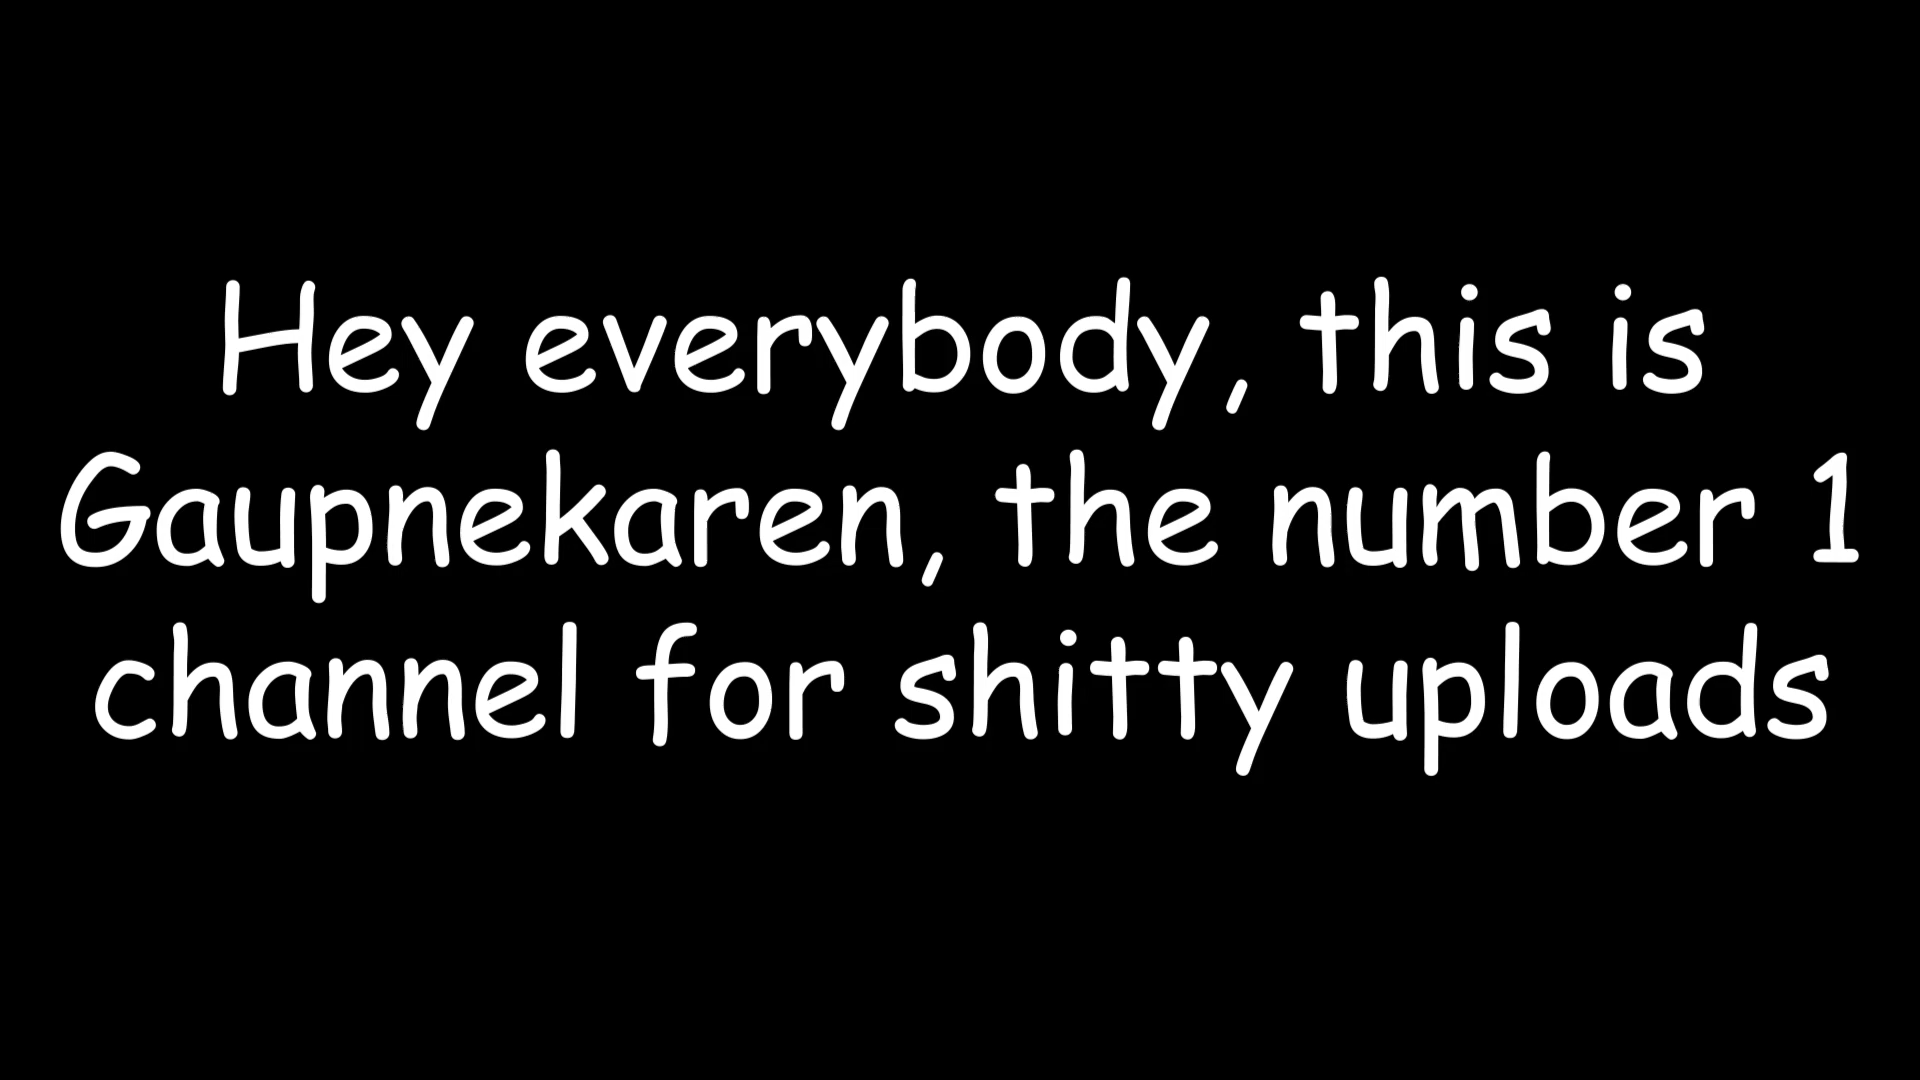 Hey everybody, this is
Gaupnekaren, the number 1
channel for shitty uploads